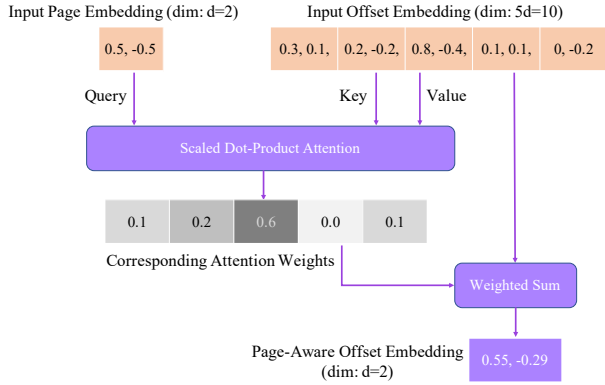 Input Page Embedding (dim: d=2)
Input Offset Embedding (dim: 5d=10)
0.5, -0.5
0.3, 0.1,
0.2, -0.2,
0.8, -0.4,
0.1, 0.1,
0, -0.2
Query
Key
Value
Scaled Dot-Product Attention
0.1
0.2
0.6
0.0
0.1
Corresponding Attention Weights
Weighted Sum
Page-Aware Offset Embedding
(dim: d=2)
0.55, -0.29